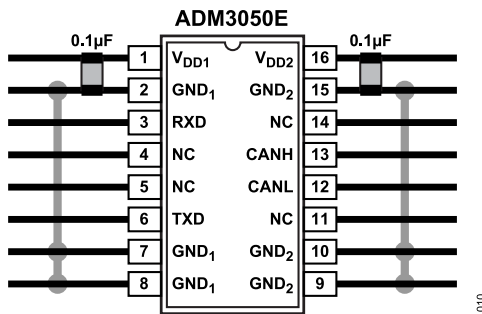 ADM3050E
0.1µF
0.1µF
1 VDD1 VDD2 16
2 GND1 GND2 15
3 RXD NC 14
4 NC CANH 13
5 NC CANL 12
6 TXD NC 11
7 GND1 GND2 10
8 GND1 GND2 9
010